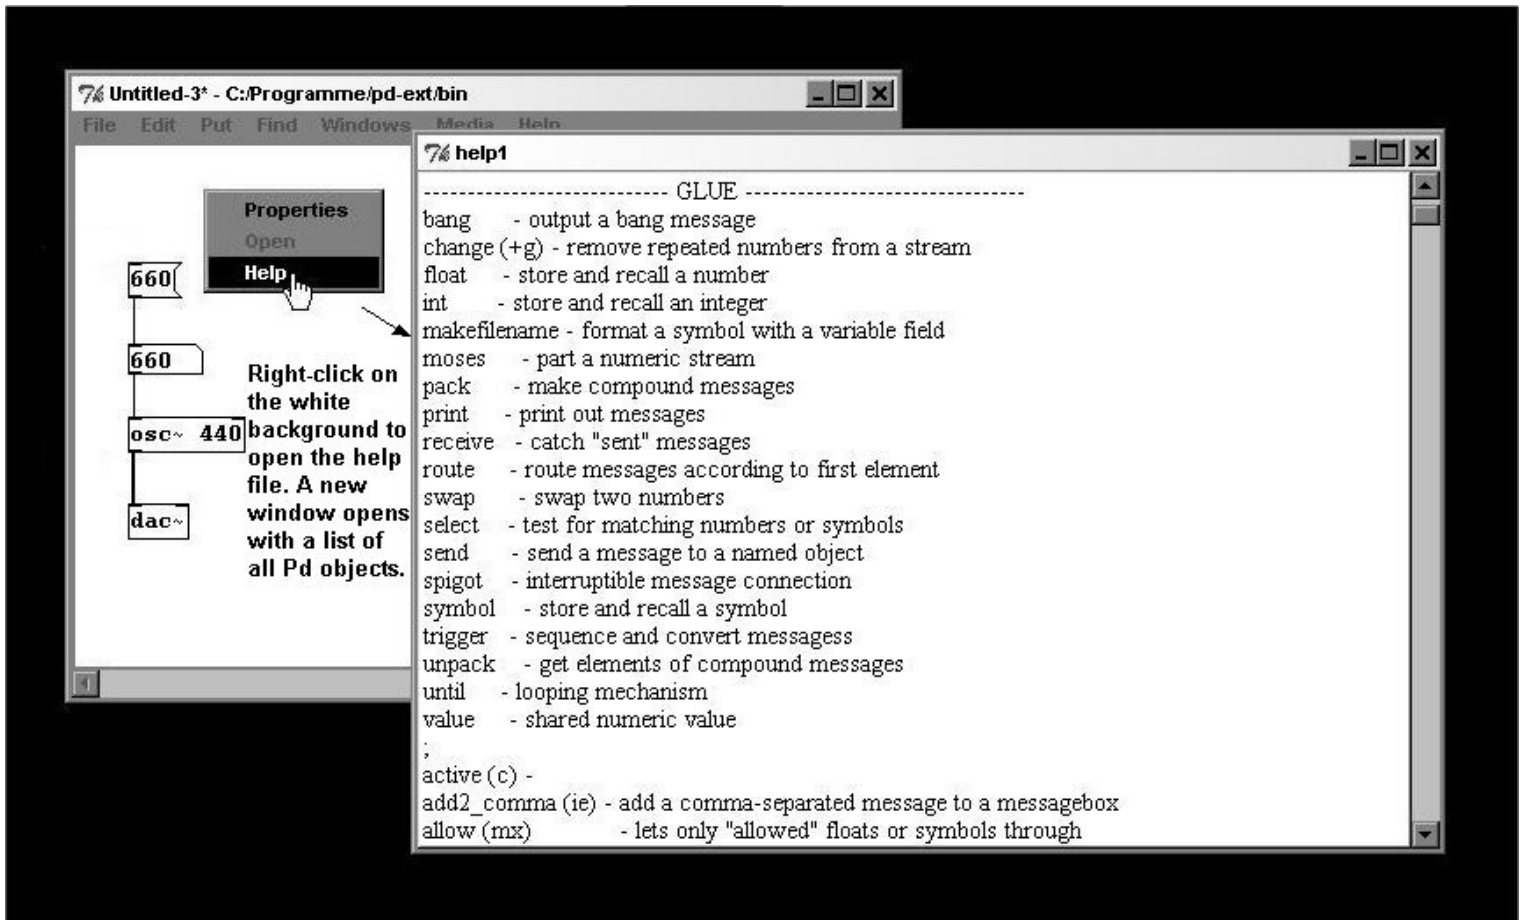 Untitled-3* - C:/Programme/pd-ext/bin
File Edit Put Find Windows Media Help
Properties
Open
Help
660
660
osc~ 440
dac~
Right-click on
the white
background to
open the help
file. A new
window opens
with a list of
all Pd objects.
help1
--------------------------- GLUE -------------------------------
bang - output a bang message
change (+g) - remove repeated numbers from a stream
float - store and recall a number
int - store and recall an integer
makefilename - format a symbol with a variable field
moses - part a numeric stream
pack - make compound messages
print - print out messages
receive - catch "sent" messages
route - route messages according to first element
swap - swap two numbers
select - test for matching numbers or symbols
send - send a message to a named object
spigot - interruptible message connection
symbol - store and recall a symbol
trigger - sequence and convert messagess
unpack - get elements of compound messages
until - looping mechanism
value - shared numeric value
;
active (c) -
add2_comma (ie) - add a comma-separated message to a messagebox
allow (mx) - lets only "allowed" floats or symbols through